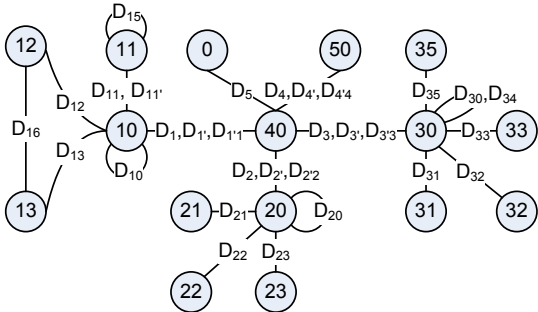 D15
12 11 0 50 35
D12 D11, D11' D5 D4,D4',D4'4 D35 D30,D34
D16 10 D1,D1',D1'1 40 D3,D3',D3'3 30 D33 33
D13 D10 D2,D2',D2'2 D31 D32
13 21 D21 20 D20 31 32
D22 D23
22 23